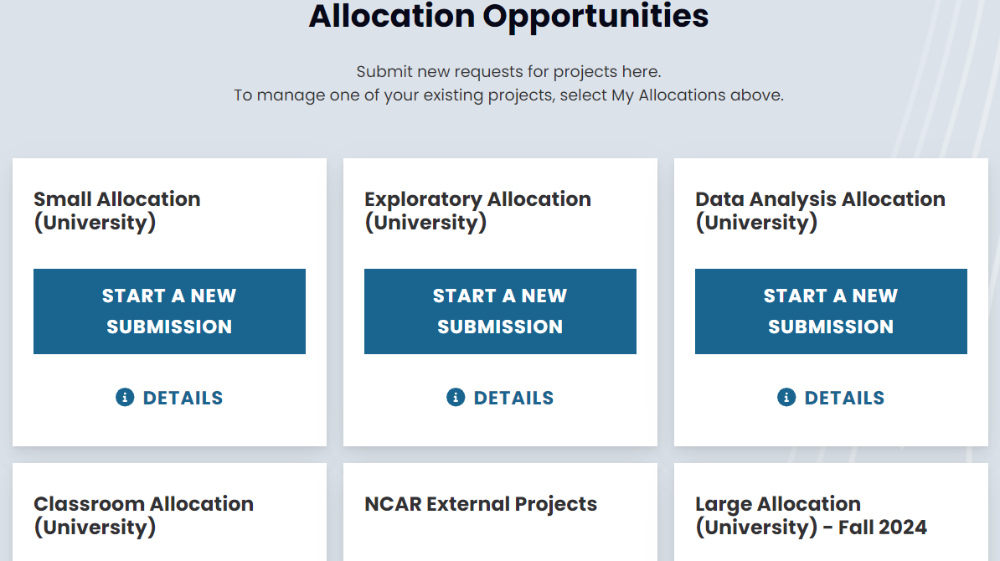 Allocation Opportunities
Submit new requests for projects here.
To manage one of your existing projects, select My Allocations above.
Small Allocation
(University)
START A NEW
SUBMISSION
DETAILS
Exploratory Allocation
(University)
START A NEW
SUBMISSION
DETAILS
Data Analysis Allocation
(University)
START A NEW
SUBMISSION
DETAILS
Classroom Allocation
(University)
NCAR External Projects
Large Allocation
(University) - Fall 2024